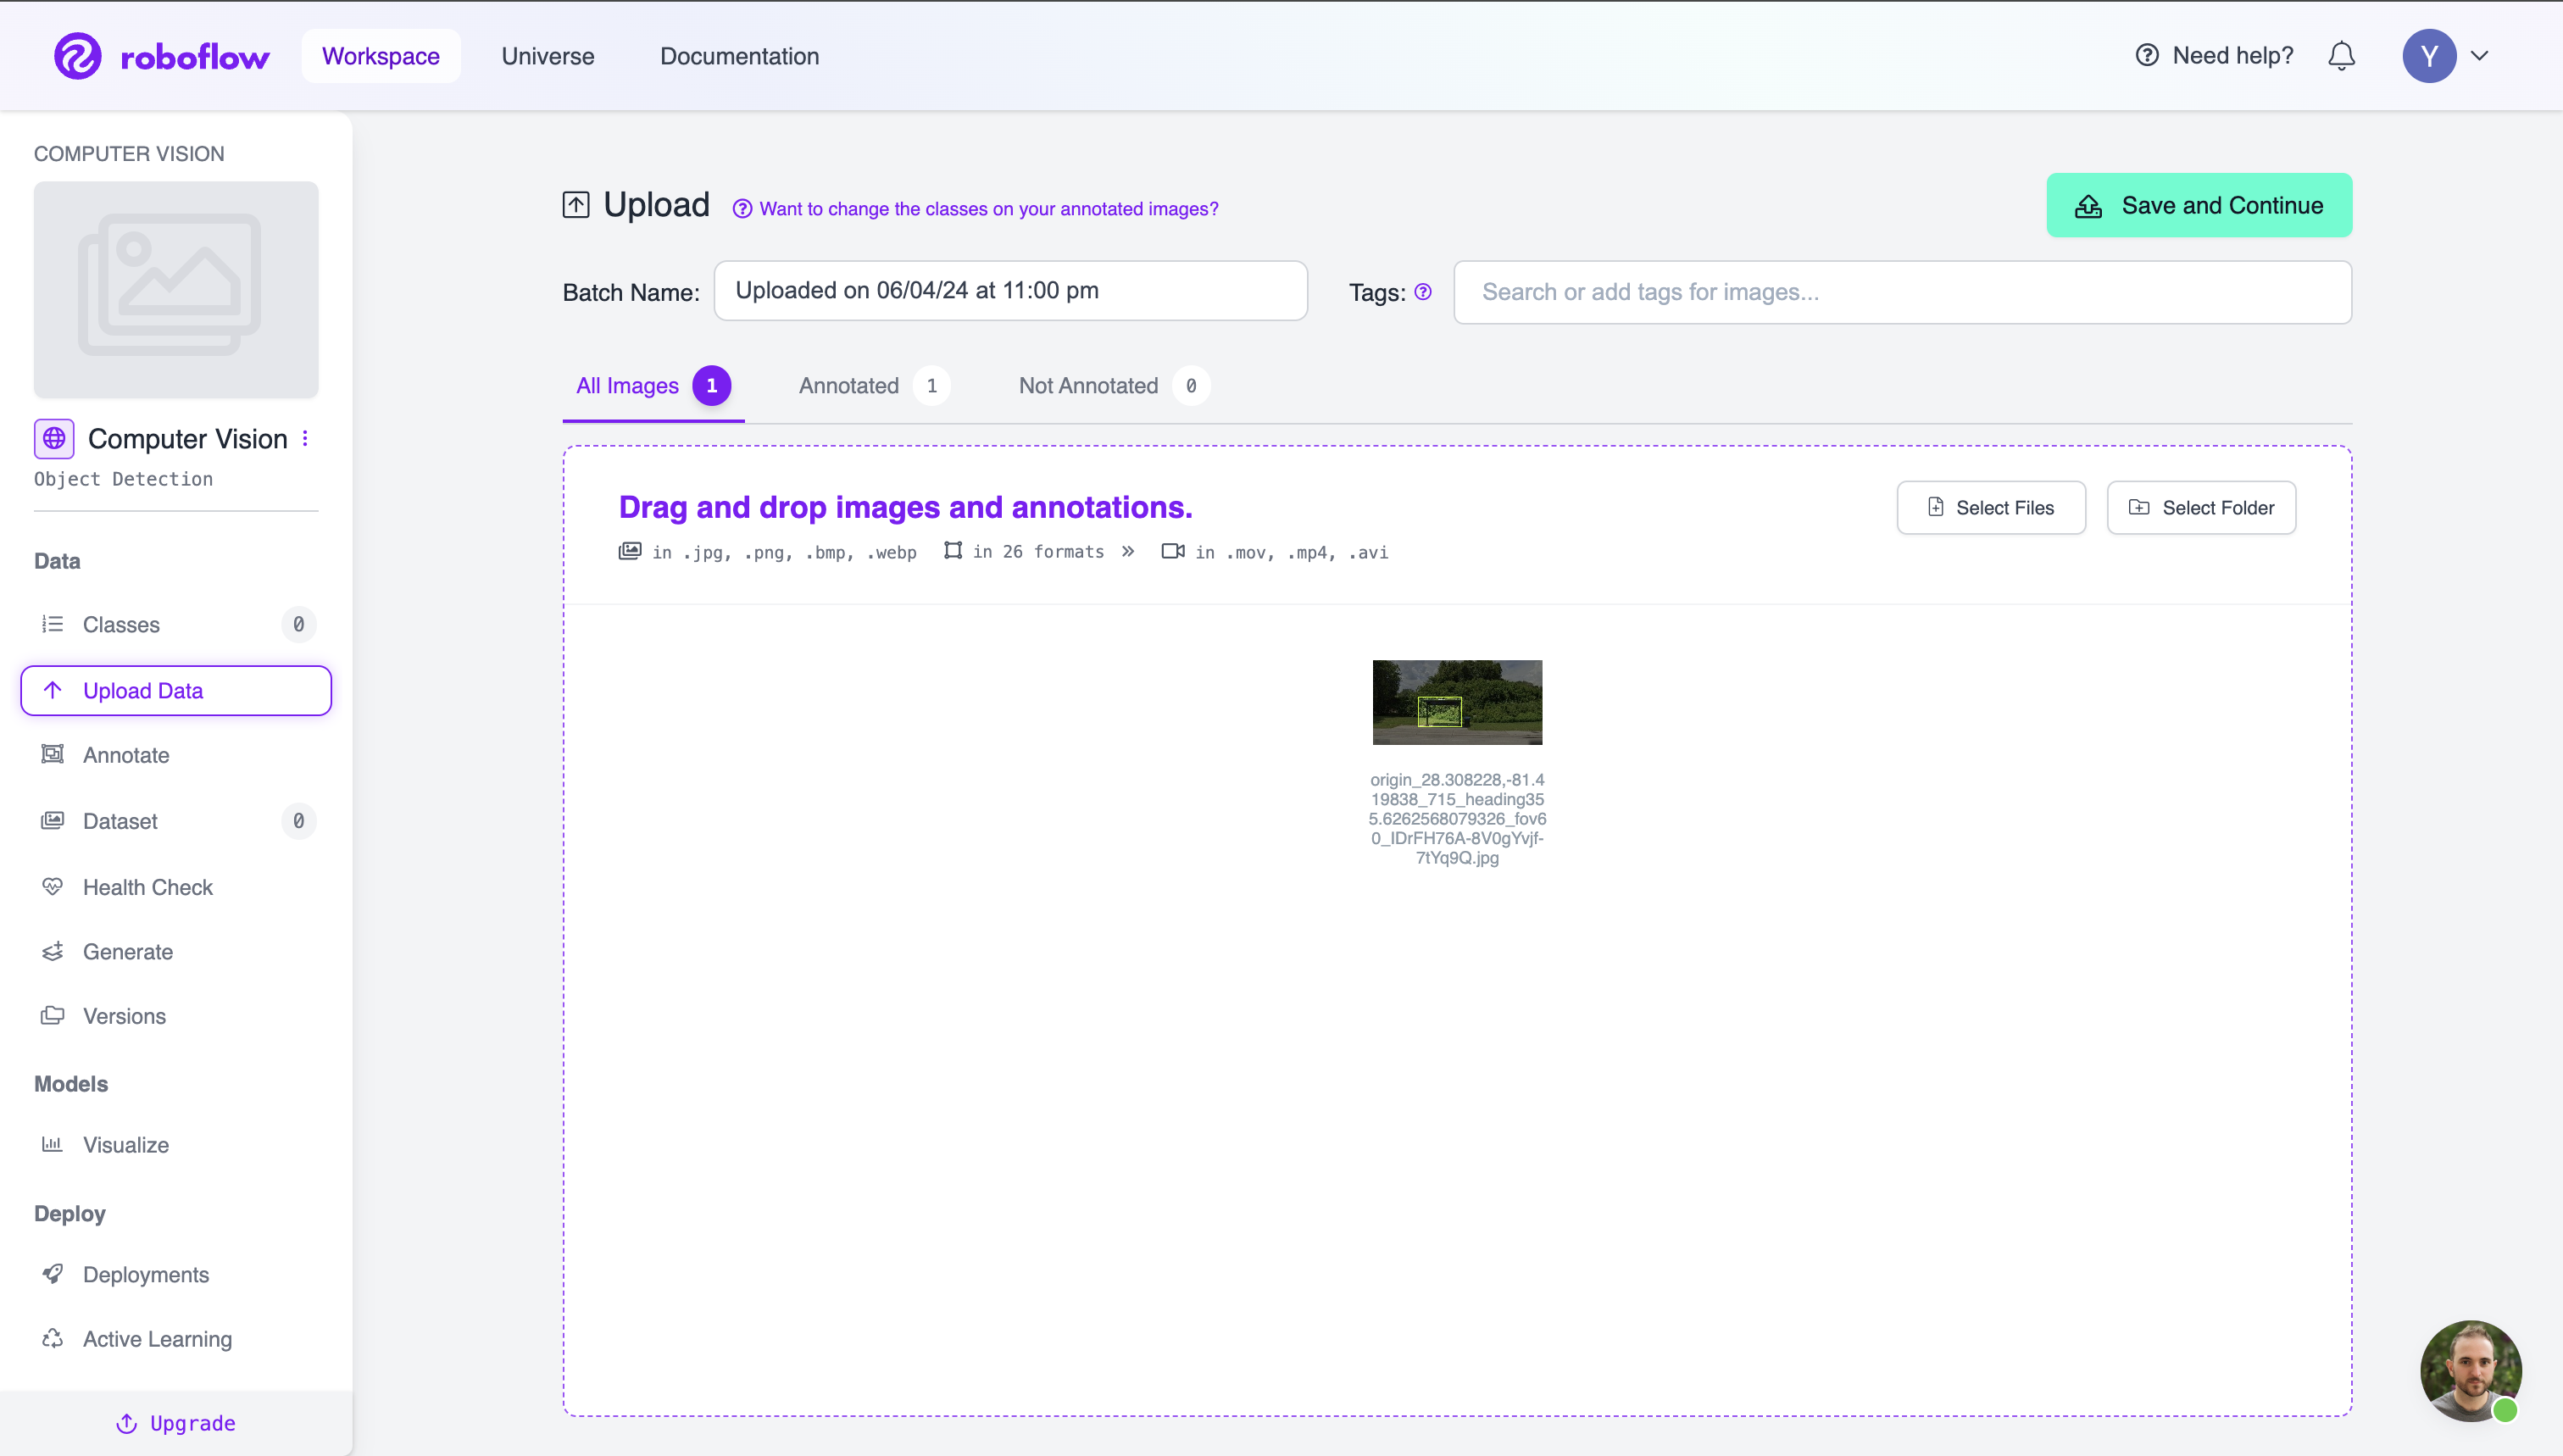 roboflow
Workspace
Universe
Documentation
Need help?
Y
COMPUTER VISION
Computer Vision
Object Detection
Data
Classes 0
Upload Data
Annotate
Dataset 0
Health Check
Generate
Versions
Models
Visualize
Deploy
Deployments
Active Learning
Upgrade
Upload
Want to change the classes on your annotated images?
Save and Continue
Batch Name: Uploaded on 06/04/24 at 11:00 pm
Tags: Search or add tags for images...
All Images 1
Annotated 1
Not Annotated 0
Drag and drop images and annotations.
in .jpg, .png, .bmp, .webp
in 26 formats »
in .mov, .mp4, .avi
Select Files
Select Folder
origin_28.308228,-81.4
19838_715_heading35
5.6262568079326_fov6
0_IDrFH76A-8V0gYvjf-
7tYq9Q.jpg